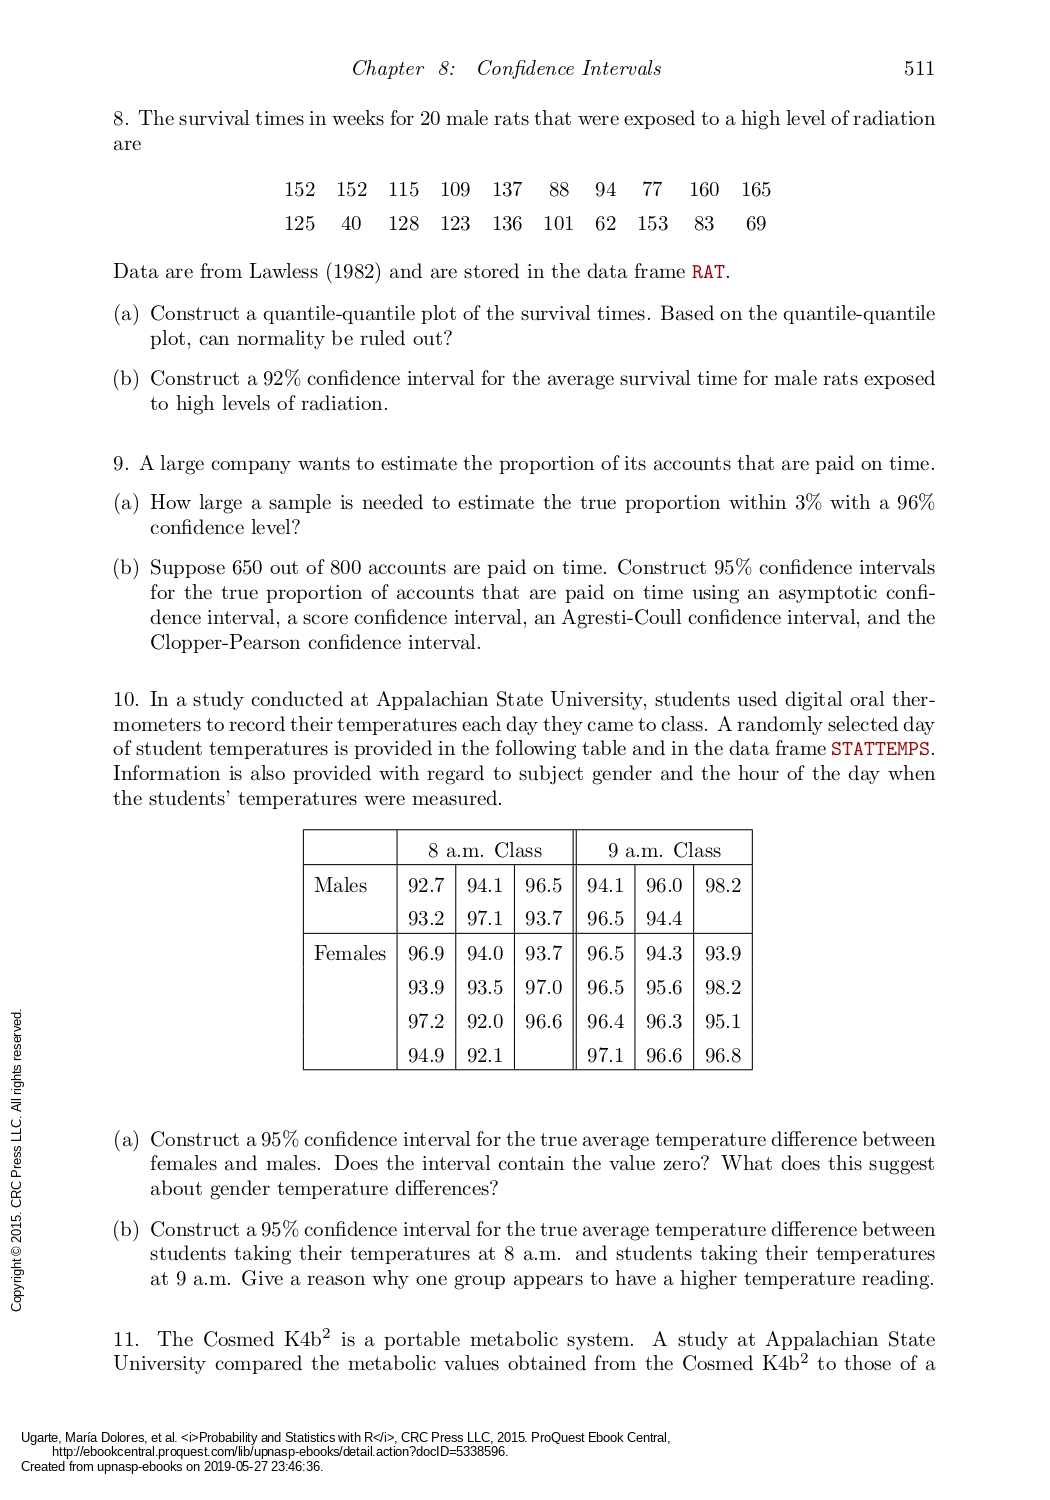 Chapter 8: Confidence Intervals 511
8. The survival times in weeks for 20 male rats that were exposed to a high level of radiation
are
152 152 115 109 137 88 94 77 160 165
125 40 128 123 136 101 62 153 83 69
Data are from Lawless (1982) and are stored in the data frame RAT.
(a) Construct a quantile-quantile plot of the survival times. Based on the quantile-quantile
plot, can normality be ruled out?
(b) Construct a 92% confidence interval for the average survival time for male rats exposed
to high levels of radiation.
9. A large company wants to estimate the proportion of its accounts that are paid on time.
(a) How large a sample is needed to estimate the true proportion within 3% with a 96%
confidence level?
(b) Suppose 650 out of 800 accounts are paid on time. Construct 95% confidence intervals
for the true proportion of accounts that are paid on time using an asymptotic confi-
dence interval, a score confidence interval, an Agresti-Coull confidence interval, and the
Clopper-Pearson confidence interval.
10. In a study conducted at Appalachian State University, students used digital oral ther-
mometers to record their temperatures each day they came to class. A randomly selected day
of student temperatures is provided in the following table and in the data frame STATTEMPS.
Information is also provided with regard to subject gender and the hour of the day when
the students' temperatures were measured.
8 a.m. Class 9 a.m. Class
Males 92.7 94.1 96.5 94.1 96.0 98.2
93.2 97.1 93.7 96.5 94.4
Females 96.9 94.0 93.7 96.5 94.3 93.9
93.9 93.5 97.0 96.5 95.6 98.2
97.2 92.0 96.6 96.4 96.3 95.1
94.9 92.1 97.1 96.6 96.8
(a) Construct a 95% confidence interval for the true average temperature difference between
females and males. Does the interval contain the value zero? What does this suggest
about gender temperature differences?
(b) Construct a 95% confidence interval for the true average temperature difference between
students taking their temperatures at 8 a.m. and students taking their temperatures
at 9 a.m. Give a reason why one group appears to have a higher temperature reading.
11. The Cosmed K4b² is a portable metabolic system. A study at Appalachian State
University compared the metabolic values obtained from the Cosmed K4b² to those of a
Copyright © 2015. CRC Press LLC. All rights reserved.
Ugarte, María Dolores, et al. <i>Probability and Statistics with R</i>, CRC Press LLC, 2015. ProQuest Ebook Central,
http://ebookcentral.proquest.com/lib/upnasp-ebooks/detail.action?docID=5338596.
Created from upnasp-ebooks on 2019-05-27 23:46:36.